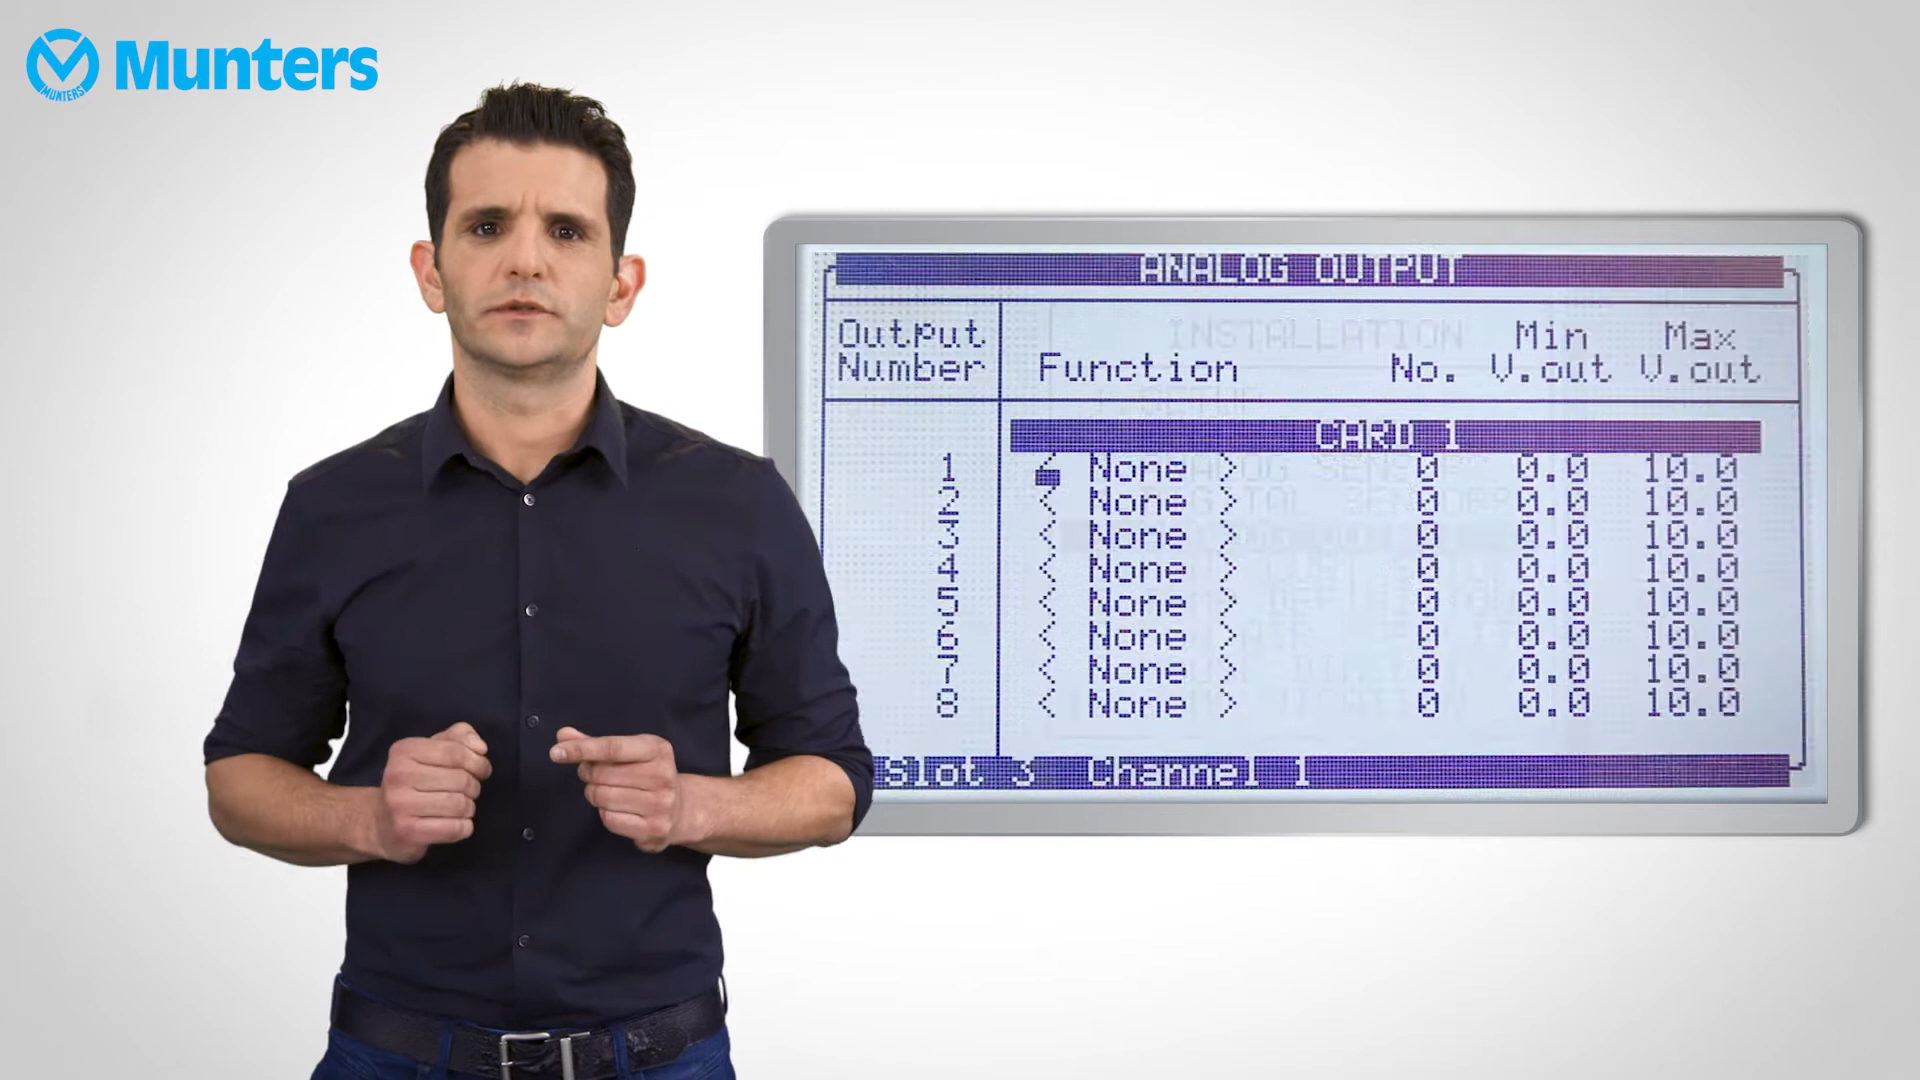 Munters
MUNTERS
ANALOG OUTPUT
Output Number Function No. Min V.out Max V.out
INSTALLATION
CARD 1
1 < None > 0 0.0 10.0
2 < None > 0 0.0 10.0
3 < None > 0 0.0 10.0
4 < None > 0 0.0 10.0
5 < None > 0 0.0 10.0
6 < None > 0 0.0 10.0
7 < None > 0 0.0 10.0
8 < None > 0 0.0 10.0
Slot 3 Channel 1